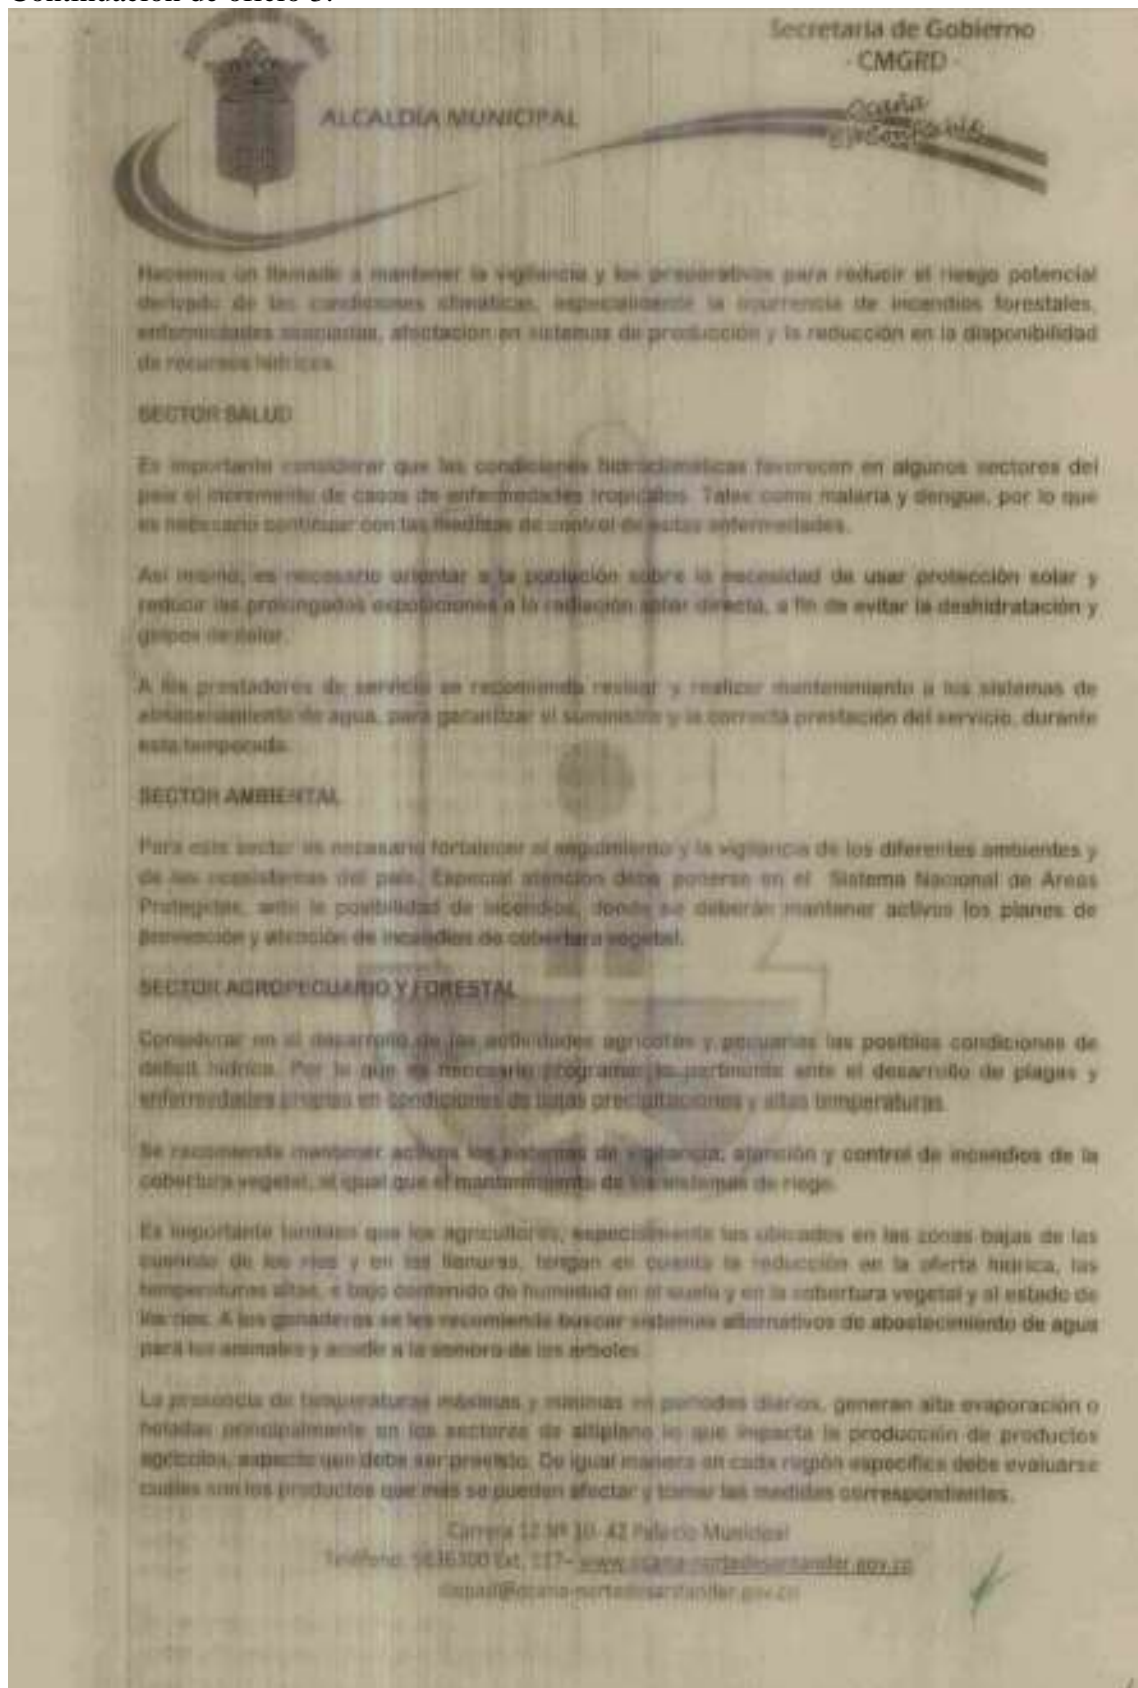 Continuación de oficio 3.
Secretaría de Gobierno
- CMGRD -
ALCALDÍA MUNICIPAL
Ocaña
Hacemos un llamado a mantener la vigilancia y los preparativos para reducir el riesgo potencial
derivado de las condiciones climáticas, especialmente la ocurrencia de incendios forestales,
enfermedades asociadas, afectación en sistemas de producción y la reducción en la disponibilidad
de recursos hídricos.
SECTOR SALUD
Es importante considerar que las condiciones hidroclimáticas favorecen en algunos sectores del
país el incremento de casos de enfermedades tropicales. Tales como malaria y dengue, por lo que
es necesario continuar con las medidas de control de estas enfermedades.
Así mismo, es necesario orientar a la población sobre la necesidad de usar protección solar y
reducir las prolongadas exposiciones a la radiación solar directa, a fin de evitar la deshidratación y
golpes de calor.
A los prestadores de servicio se recomienda revisar y realizar mantenimiento a los sistemas de
almacenamiento de agua, para garantizar el suministro y la correcta prestación del servicio, durante
esta temporada.
SECTOR AMBIENTAL
Para este sector es necesario fortalecer el seguimiento y la vigilancia de los diferentes ambientes y
de los ecosistemas del país. Especial atención debe ponerse en el Sistema Nacional de Áreas
Protegidas, ante la posibilidad de incendios, donde se deberán mantener activos los planes de
prevención y atención de incendios de cobertura vegetal.
SECTOR AGROPECUARIO Y FORESTAL
Considerar en el desarrollo de las actividades agrícolas y pecuarias las posibles condiciones de
déficit hídrico. Por lo que es necesario programar lo pertinente ante el desarrollo de plagas y
enfermedades propias en condiciones de bajas precipitaciones y altas temperaturas.
Se recomienda mantener activos los sistemas de vigilancia, atención y control de incendios de la
cobertura vegetal, al igual que el mantenimiento de los sistemas de riego.
Es importante también que los agricultores, especialmente los ubicados en las zonas bajas de las
cuencas de los ríos y en las llanuras, tengan en cuenta la reducción en la oferta hídrica, las
temperaturas altas, e bajo contenido de humedad en el suelo y en la cobertura vegetal y el estado de
los ríos. A los ganaderos se les recomienda buscar sistemas alternativos de abastecimiento de agua
para los animales y acudir a la sombra de los árboles.
La presencia de temperaturas máximas y mínimas en periodos diarios, generan alta evaporación o
heladas principalmente en los sectores de altiplano lo que impacta la producción de productos
agrícolas, aspecto que debe ser previsto. De igual manera en cada región específica debe evaluarse
cuáles son los productos que más se pueden afectar y tomar las medidas correspondientes.
Carrera 12 Nº 10- 42 Palacio Municipal
Teléfono: 5636300 Ext. 117- www.ocana-nortedesantander.gov.co